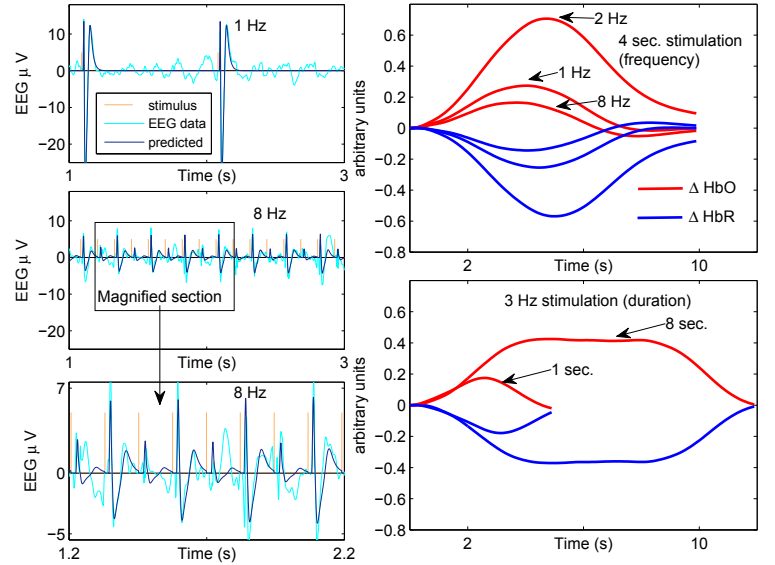 1 Hz
EEG μ V
10
0
−10
−20
stimulus
EEG data
predicted
1
Time (s)
3
8 Hz
EEG μ V
10
0
−10
−20
Magnified section
1
Time (s)
3
8 Hz
EEG μ V
7
0
−5
1.2
Time (s)
2.2
arbitrary units
0.8
0.6
0.4
0.2
0
−0.2
−0.4
−0.6
−0.8
2 Hz
4 sec. stimulation
(frequency)
1 Hz
8 Hz
Δ HbO
Δ HbR
2
Time (s)
10
arbitrary units
0.8
0.6
0.4
0.2
0
−0.2
−0.4
−0.6
−0.8
3 Hz stimulation (duration)
8 sec.
1 sec.
2
Time (s)
10